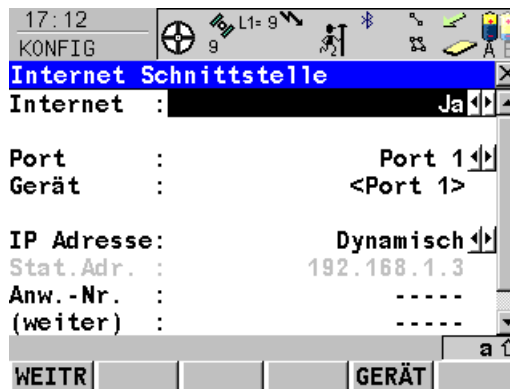 17:12
KONFIG
9
L1= 9
A
B
Internet Schnittstelle
Internet : Ja
Port : Port 1
Gerät : <Port 1>
IP Adresse: Dynamisch
Stat.Adr. : 192.168.1.3
Anw.-Nr. : -----
(weiter) : -----
a
WEITR
GERÄT